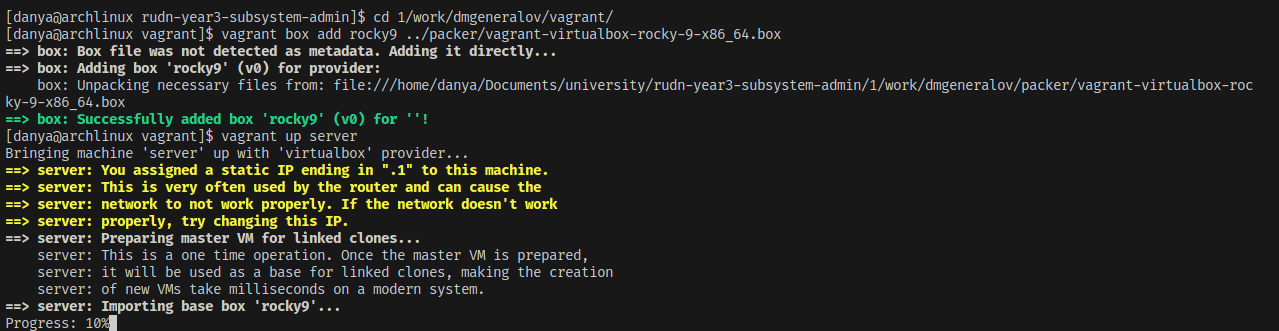 [danya@archlinux rudn-year3-subsystem-admin]$ cd 1/work/dmgeneralov/vagrant/
[danya@archlinux vagrant]$ vagrant box add rocky9 ../packer/vagrant-virtualbox-rocky-9-x86_64.box
==> box: Box file was not detected as metadata. Adding it directly...
==> box: Adding box 'rocky9' (v0) for provider:
    box: Unpacking necessary files from: file:///home/danya/Documents/university/rudn-year3-subsystem-admin/1/work/dmgeneralov/packer/vagrant-virtualbox-roc
ky-9-x86_64.box
==> box: Successfully added box 'rocky9' (v0) for ''!
[danya@archlinux vagrant]$ vagrant up server
Bringing machine 'server' up with 'virtualbox' provider...
==> server: You assigned a static IP ending in ".1" to this machine.
==> server: This is very often used by the router and can cause the
==> server: network to not work properly. If the network doesn't work
==> server: properly, try changing this IP.
==> server: Preparing master VM for linked clones...
    server: This is a one time operation. Once the master VM is prepared,
    server: it will be used as a base for linked clones, making the creation
    server: of new VMs take milliseconds on a modern system.
==> server: Importing base box 'rocky9'...
Progress: 10%